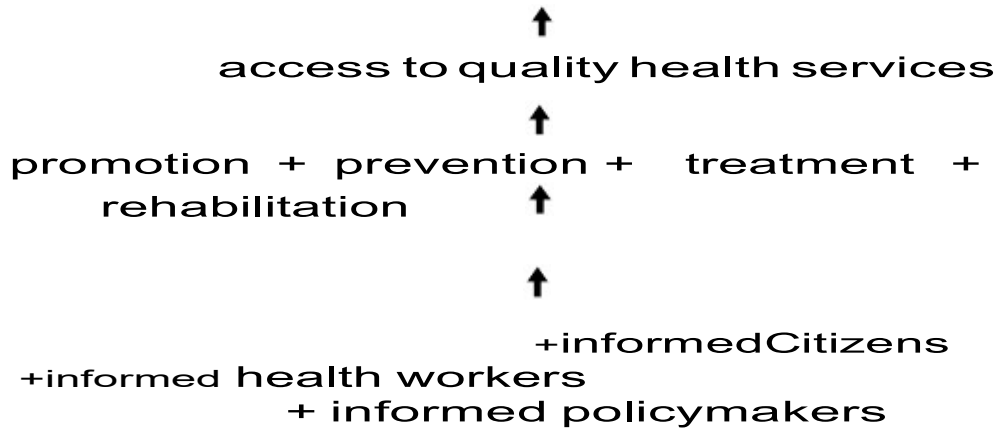 access to quality health services
promotion + prevention + treatment +
rehabilitation
+informedCitizens
+informed health workers
+ informed policymakers